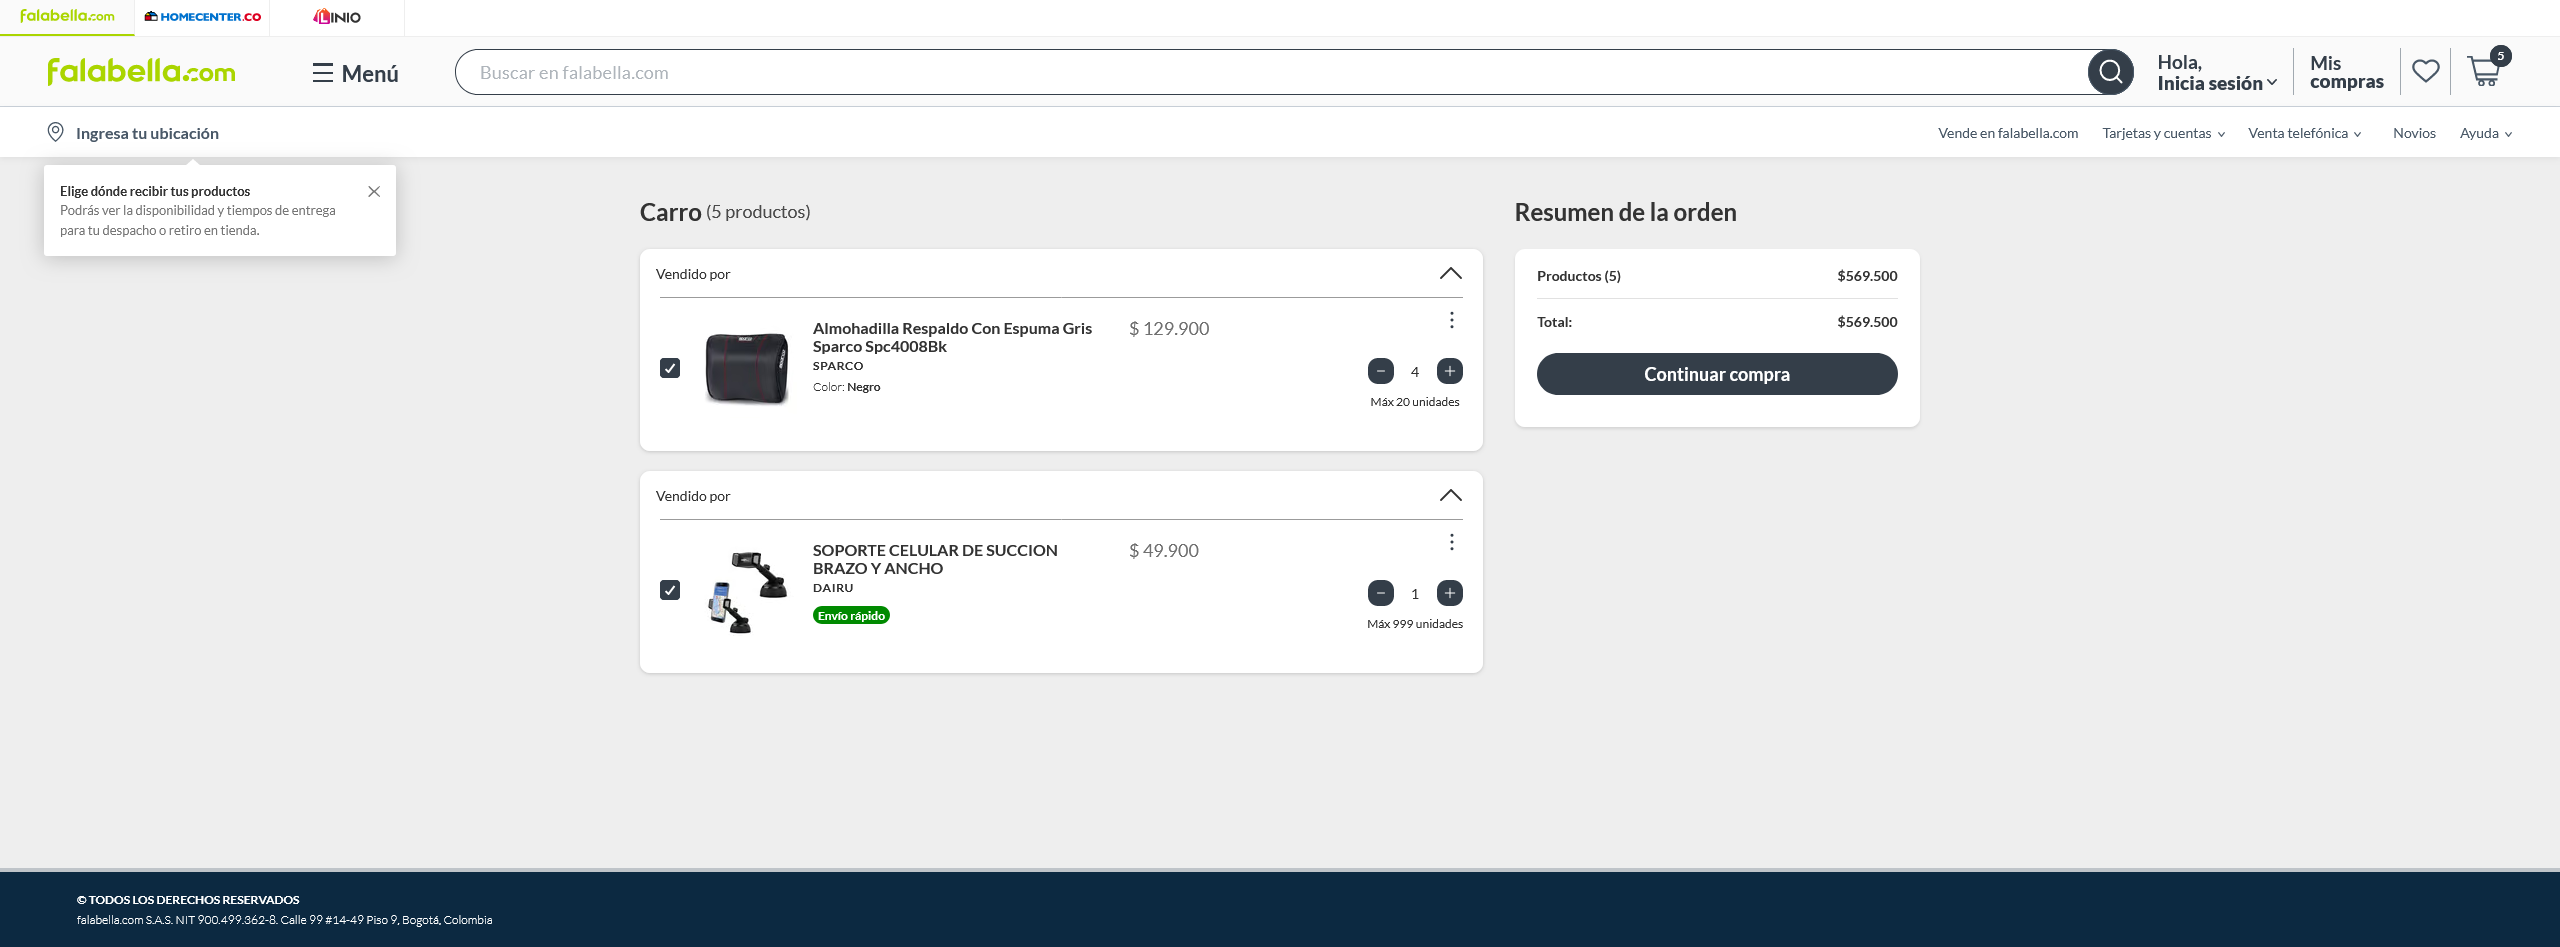 falabella.com
HOMECENTER.CO
LINIO
falabella.com
Menú
Buscar en falabella.com
Hola,
Inicia sesión
Mis
compras
5
Ingresa tu ubicación
Vende en falabella.com
Tarjetas y cuentas
Venta telefónica
Novios
Ayuda
Elige dónde recibir tus productos
Podrás ver la disponibilidad y tiempos de entrega
para tu despacho o retiro en tienda.
Carro (5 productos)
Vendido por
Almohadilla Respaldo Con Espuma Gris
Sparco Spc4008Bk
SPARCO
Color: Negro
$ 129.900
4
Máx 20 unidades
Vendido por
SOPORTE CELULAR DE SUCCION
BRAZO Y ANCHO
DAIRU
Envío rápido
$ 49.900
1
Máx 999 unidades
Resumen de la orden
Productos (5) $569.500
Total: $569.500
Continuar compra
© TODOS LOS DERECHOS RESERVADOS
falabella.com S.A.S. NIT 900.499.362-8. Calle 99 #14-49 Piso 9, Bogotá, Colombia